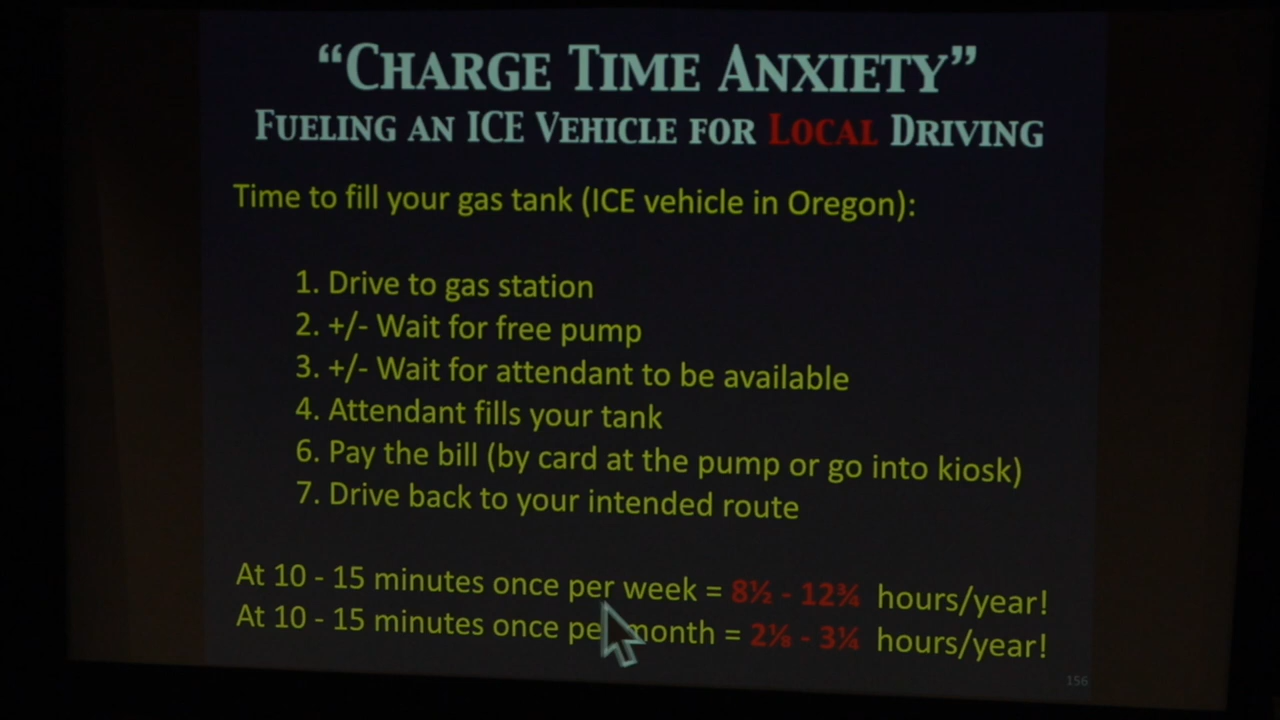 “CHARGE TIME ANXIETY”
FUELING AN ICE VEHICLE FOR LOCAL DRIVING
Time to fill your gas tank (ICE vehicle in Oregon):
1. Drive to gas station
2. +/- Wait for free pump
3. +/- Wait for attendant to be available
4. Attendant fills your tank
6. Pay the bill (by card at the pump or go into kiosk)
7. Drive back to your intended route
At 10 - 15 minutes once per week = 8½ - 12¾ hours/year!
At 10 - 15 minutes once per month = 2⅛ - 3¼ hours/year!
156